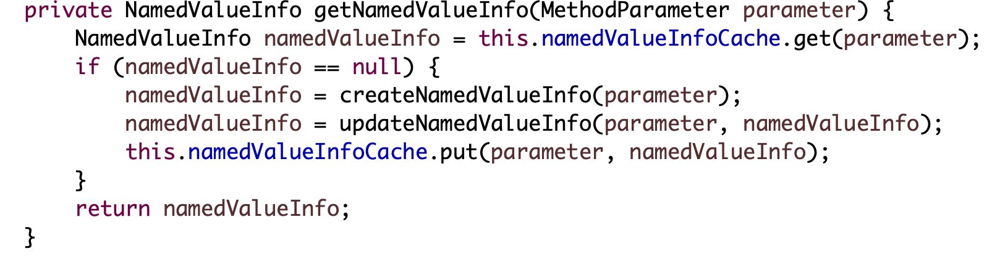 private NamedValueInfo getNamedValueInfo(MethodParameter parameter) {
    NamedValueInfo namedValueInfo = this.namedValueInfoCache.get(parameter);
    if (namedValueInfo == null) {
        namedValueInfo = createNamedValueInfo(parameter);
        namedValueInfo = updateNamedValueInfo(parameter, namedValueInfo);
        this.namedValueInfoCache.put(parameter, namedValueInfo);
    }
    return namedValueInfo;
}